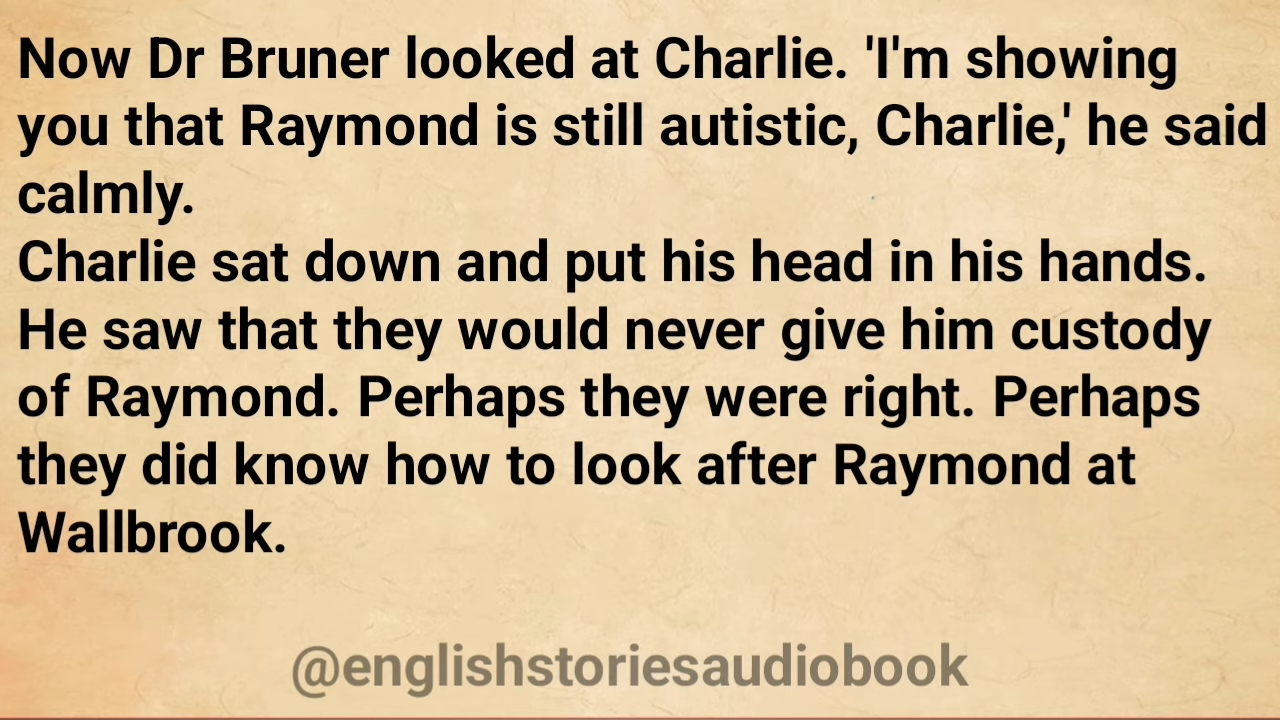 Now Dr Bruner looked at Charlie. 'I'm showing
you that Raymond is still autistic, Charlie,' he said
calmly.
Charlie sat down and put his head in his hands.
He saw that they would never give him custody
of Raymond. Perhaps they were right. Perhaps
they did know how to look after Raymond at
Wallbrook.
@englishstoriesaudiobook